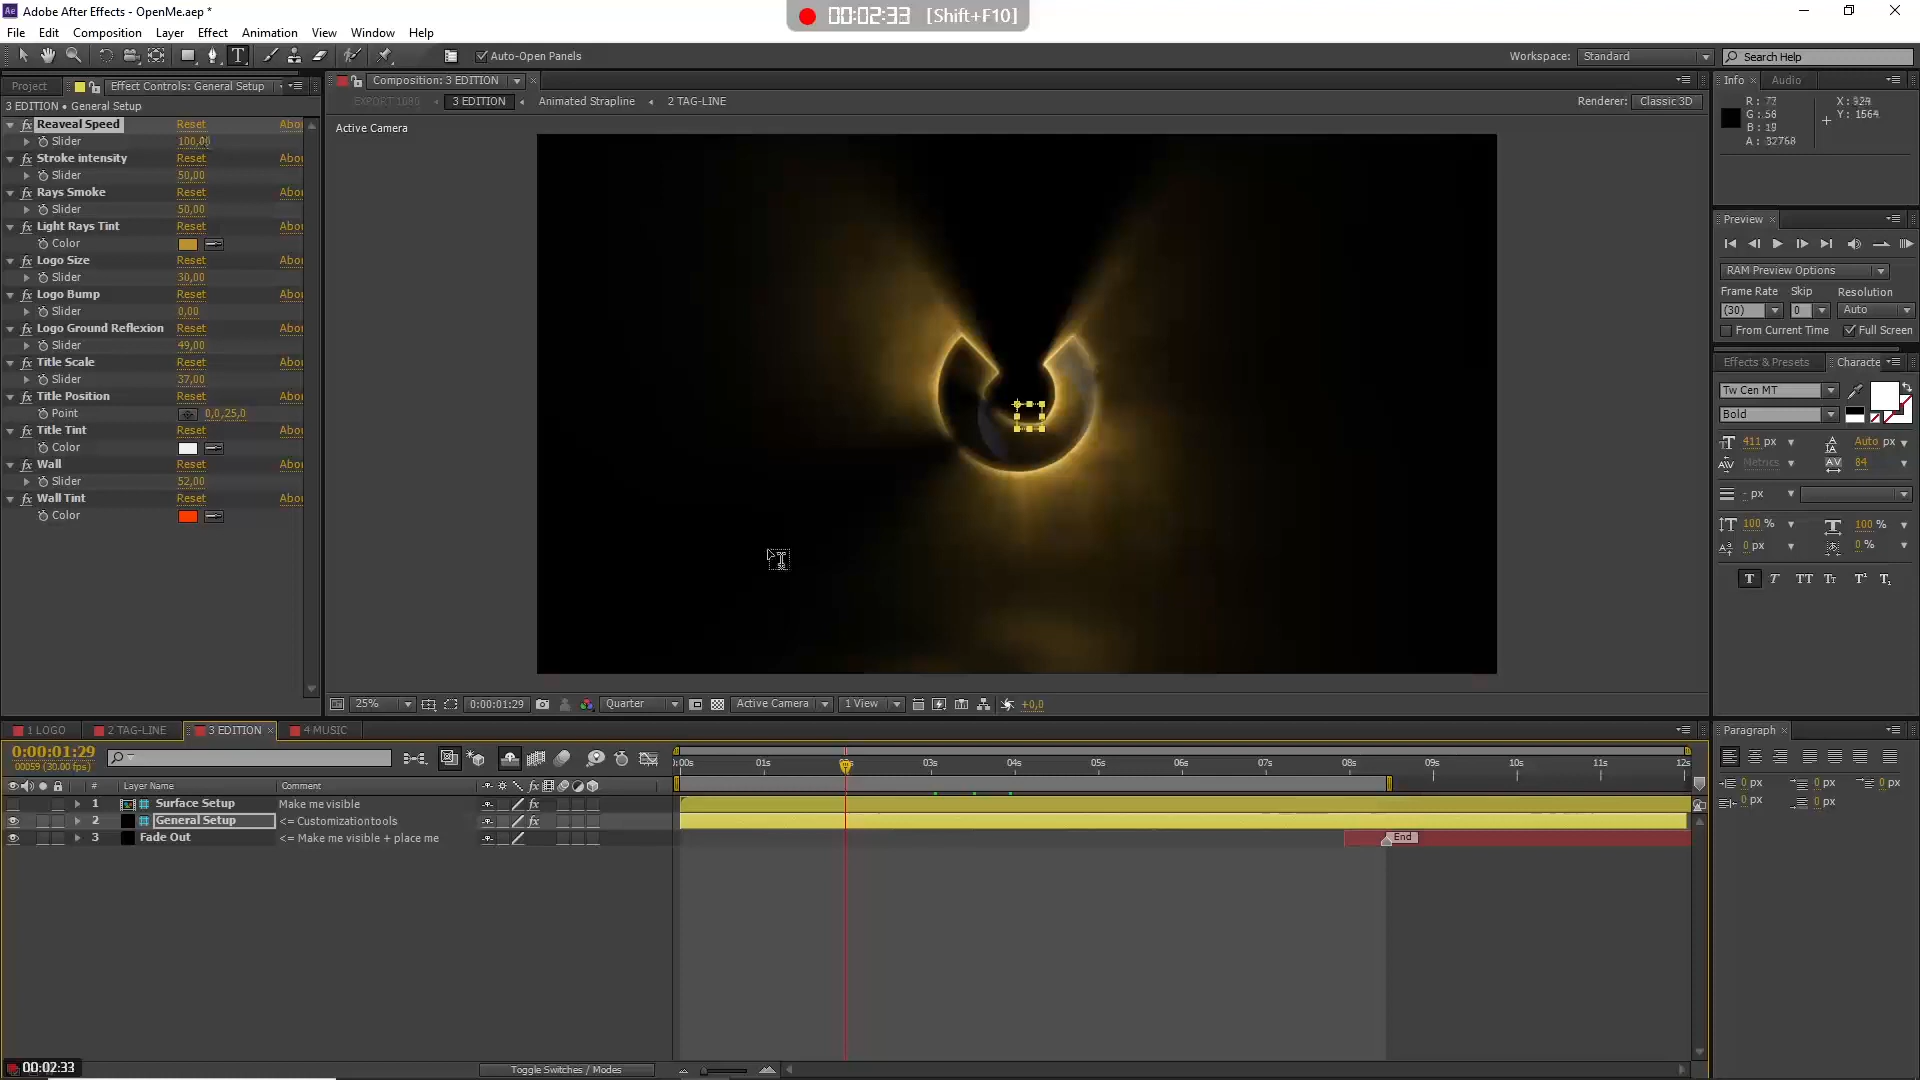 Adobe After Effects - OpenMe.aep *
00:02:33 [Shift+F10]
File Edit Composition Layer Effect Animation View Window Help
Auto-Open Panels
Workspace: Standard
Search Help
Project
Effect Controls: General Setup
3 EDITION • General Setup
Reaveal Speed Reset Abou
Slider 100,00
Stroke intensity Reset Abou
Slider 50,00
Rays Smoke Reset Abou
Slider 50,00
Light Rays Tint Reset Abou
Color
Logo Size Reset Abou
Slider 30,00
Logo Bump Reset Abou
Slider 0,00
Logo Ground Reflexion Reset Abou
Slider 49,00
Title Scale Reset Abou
Slider 37,00
Title Position Reset Abou
Point 0,0,25,0
Title Tint Reset Abou
Color
Wall Reset Abou
Slider 52,00
Wall Tint Reset Abou
Color
Composition: 3 EDITION
EXPORT 1080 3 EDITION Animated Strapline 2 TAG-LINE
Renderer: Classic 3D
Active Camera
25% 0:00:01:29 Quarter Active Camera 1 View +0,0
Info Audio
R: 72
G: 56
B: 19
A: 32768
X: 924
Y: 1564
Preview
RAM Preview Options
Frame Rate Skip Resolution
(30) 0 Auto
From Current Time Full Screen
Effects & Presets Characte
Tw Cen MT
Bold
411 px Auto px
Metrics 84
- px
100 % 100 %
0 px 0 %
Paragraph
0 px 0 px 0 px
0 px 0 px
1 LOGO 2 TAG-LINE 3 EDITION 4 MUSIC
0:00:01:29
00059 (30.00 fps)
# Layer Name Comment
1 Surface Setup Make me visible
2 General Setup <= Customization tools
3 Fade Out <= Make me visible + place me
:00s 01s 03s 04s 05s 06s 07s 08s 09s 10s 11s 12s
End
Toggle Switches / Modes
00:02:33